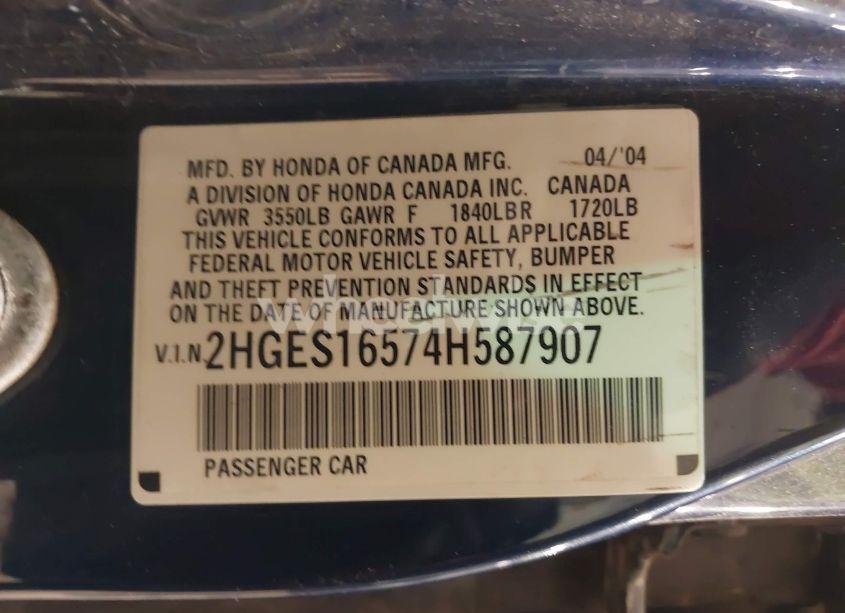 MFD. BY HONDA OF CANADA MFG. 04/'04
A DIVISION OF HONDA CANADA INC. CANADA
GVWR 3550LB GAWR F 1840LBR 1720LB
THIS VEHICLE CONFORMS TO ALL APPLICABLE
FEDERAL MOTOR VEHICLE SAFETY, BUMPER
AND THEFT PREVENTION STANDARDS IN EFFECT
ON THE DATE OF MANUFACTURE SHOWN ABOVE.
V.I.N. 2HGES16574H587907
PASSENGER CAR